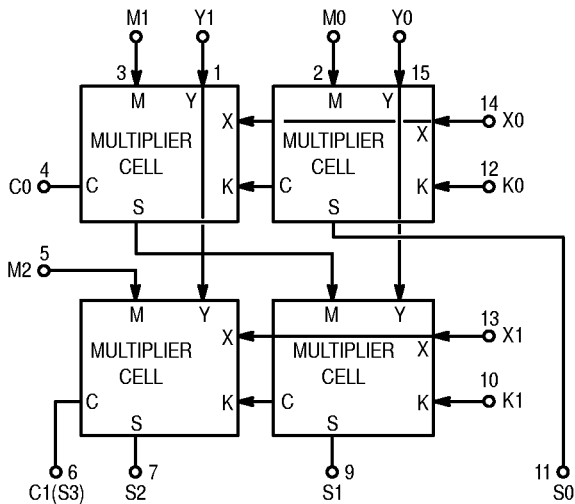 M1 Y1 M0 Y0
3 1 2 15
M Y M Y
14
X X X0
MULTIPLIER MULTIPLIER
CELL CELL
4 12
C0 C K C K K0
S S
5
M2
M Y M Y
13
X X X1
MULTIPLIER MULTIPLIER
CELL CELL
10
C K C K K1
S S
6 7 9 11
C1(S3) S2 S1 S0